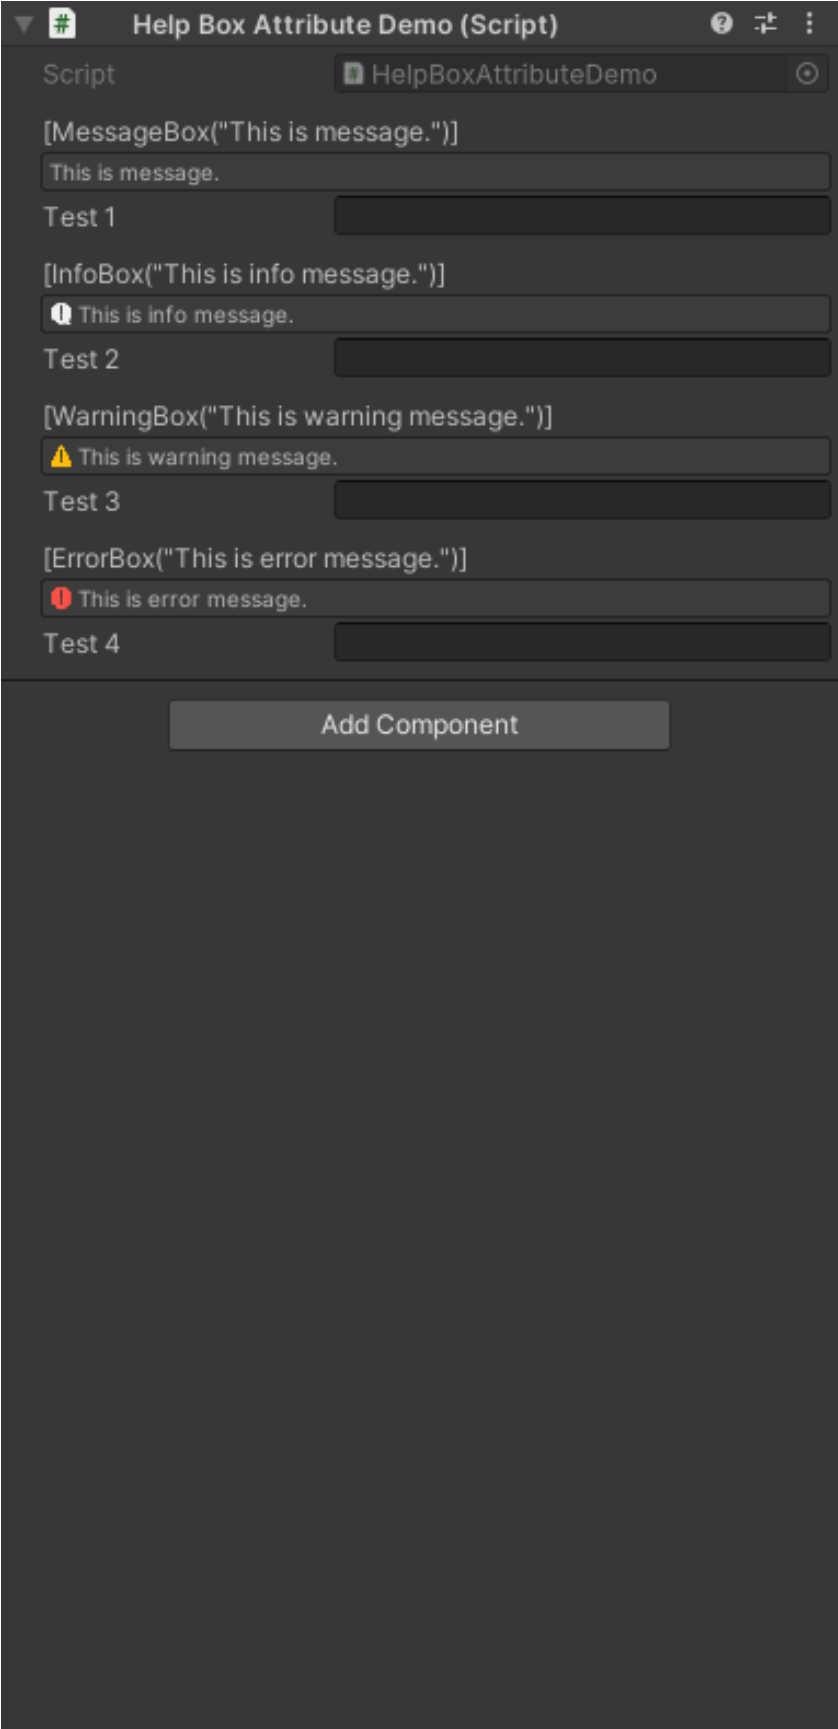 Help Box Attribute Demo (Script)
Script HelpBoxAttributeDemo
[MessageBox("This is message.")]
This is message.
Test 1
[InfoBox("This is info message.")]
This is info message.
Test 2
[WarningBox("This is warning message.")]
This is warning message.
Test 3
[ErrorBox("This is error message.")]
This is error message.
Test 4
Add Component